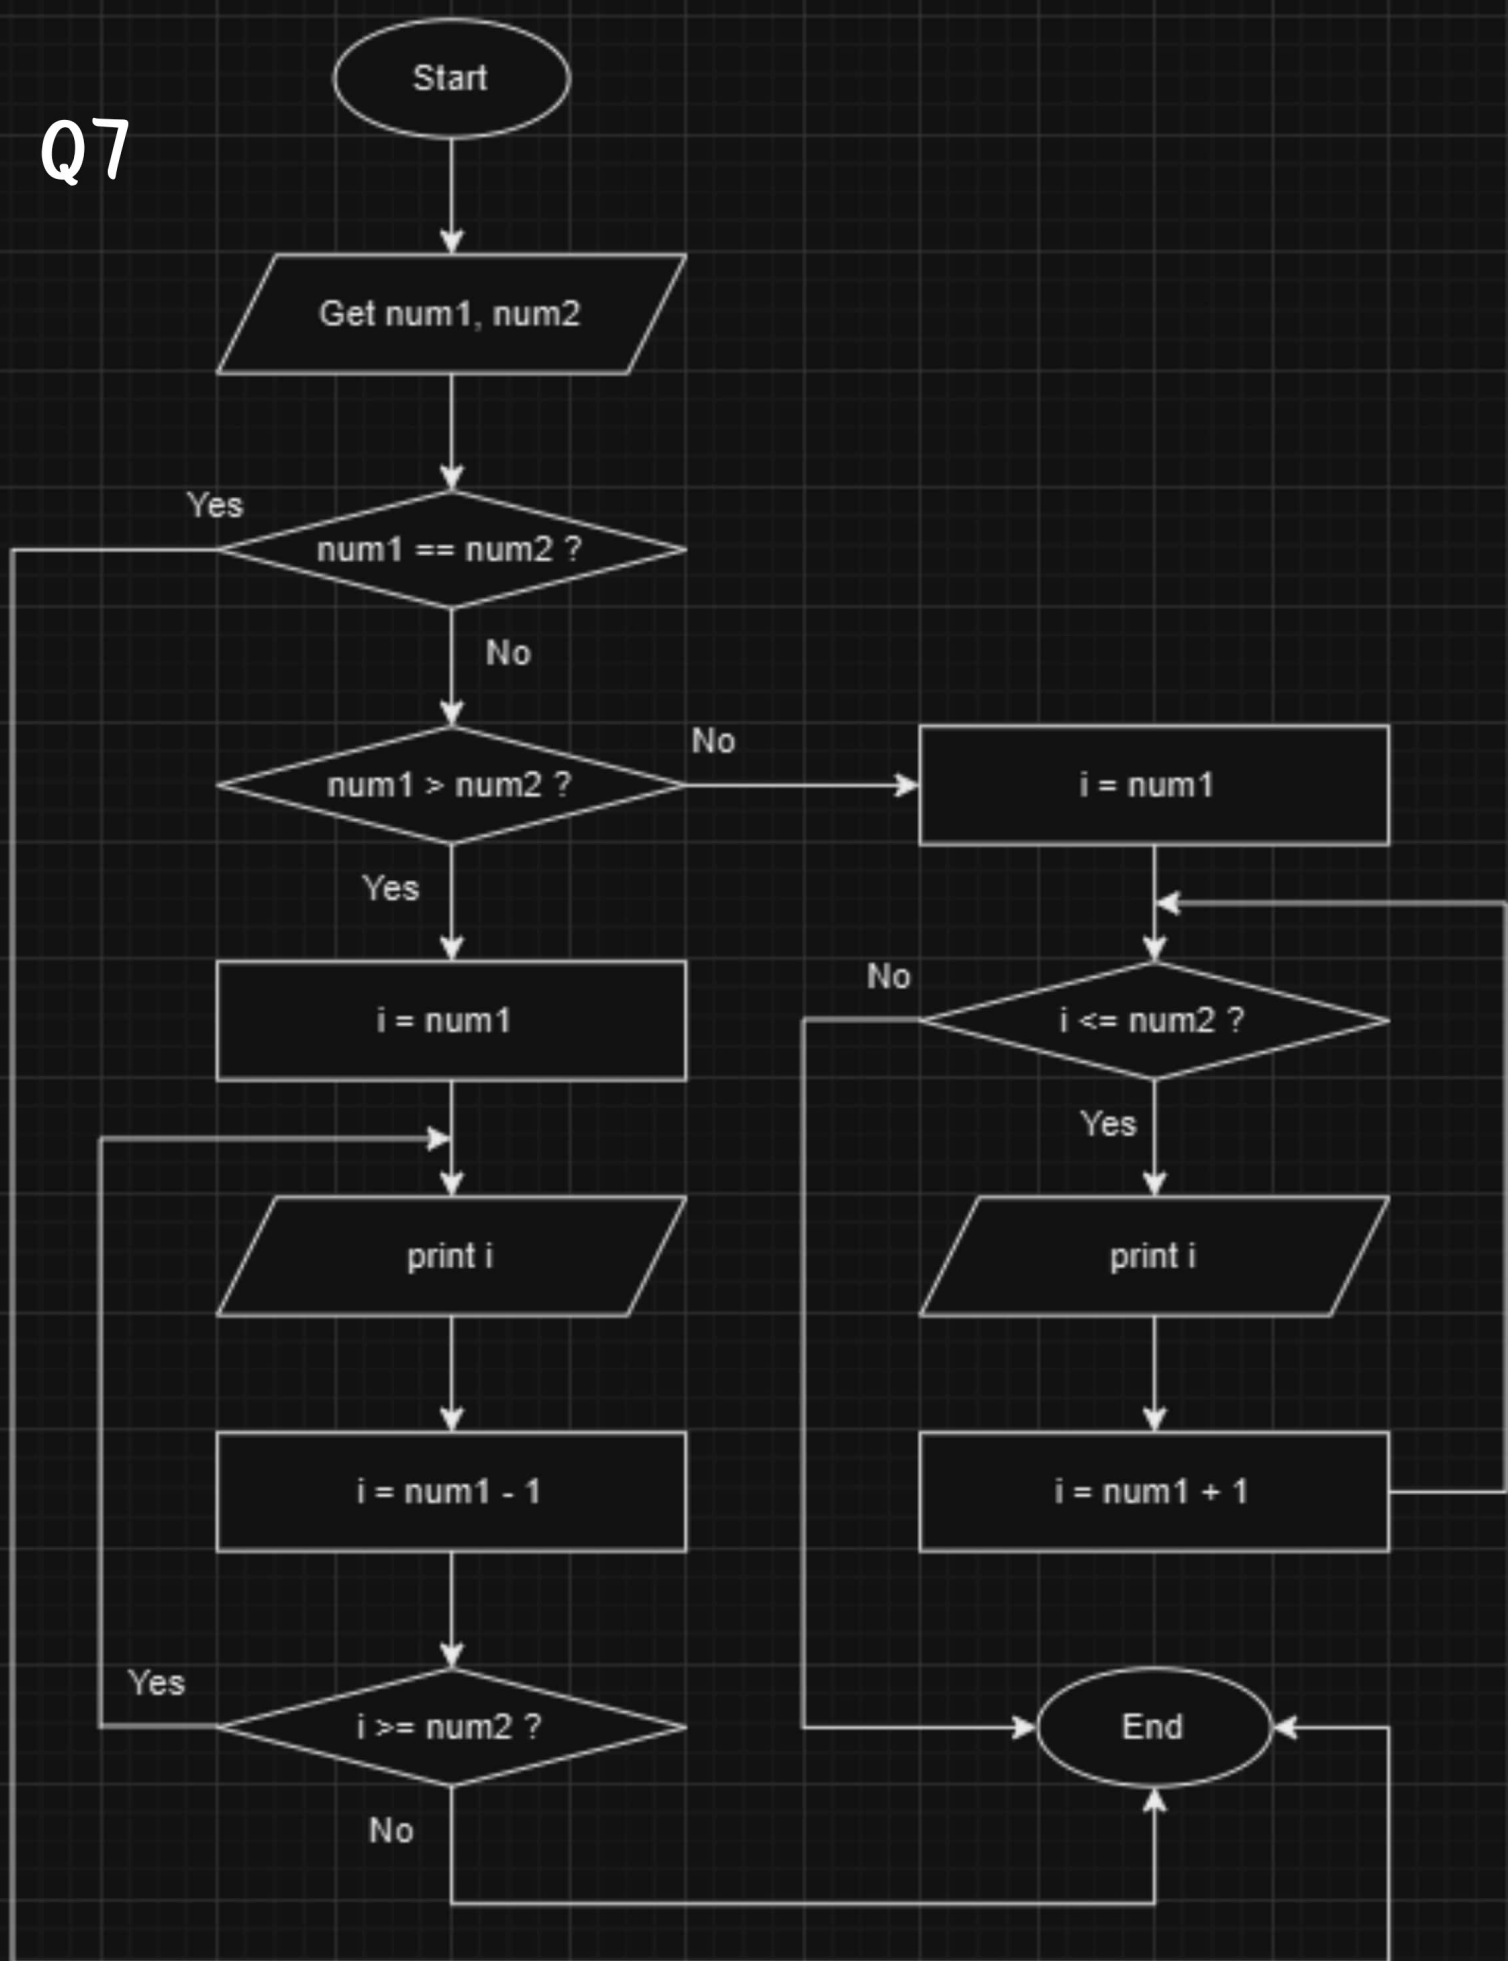 Start
Q7
Get num1, num2
Yes
num1 == num2 ?
No
No
num1 > num2 ?
i = num1
Yes
No
i = num1
i <= num2 ?
Yes
print i
print i
i = num1 - 1
i = num1 + 1
Yes
i >= num2 ?
End
No